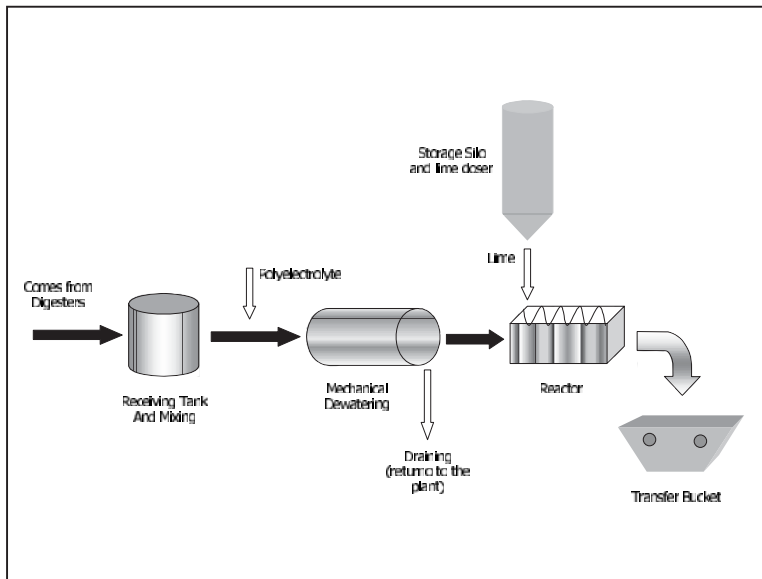 Storage Silo
and lime doser
Lime
Polyelectrolyte
Comes from
Digesters
Receiving Tank
And Mixing
Mechanical
Dewatering
Reactor
Draining
(returno to the
plant)
Transfer Bucket